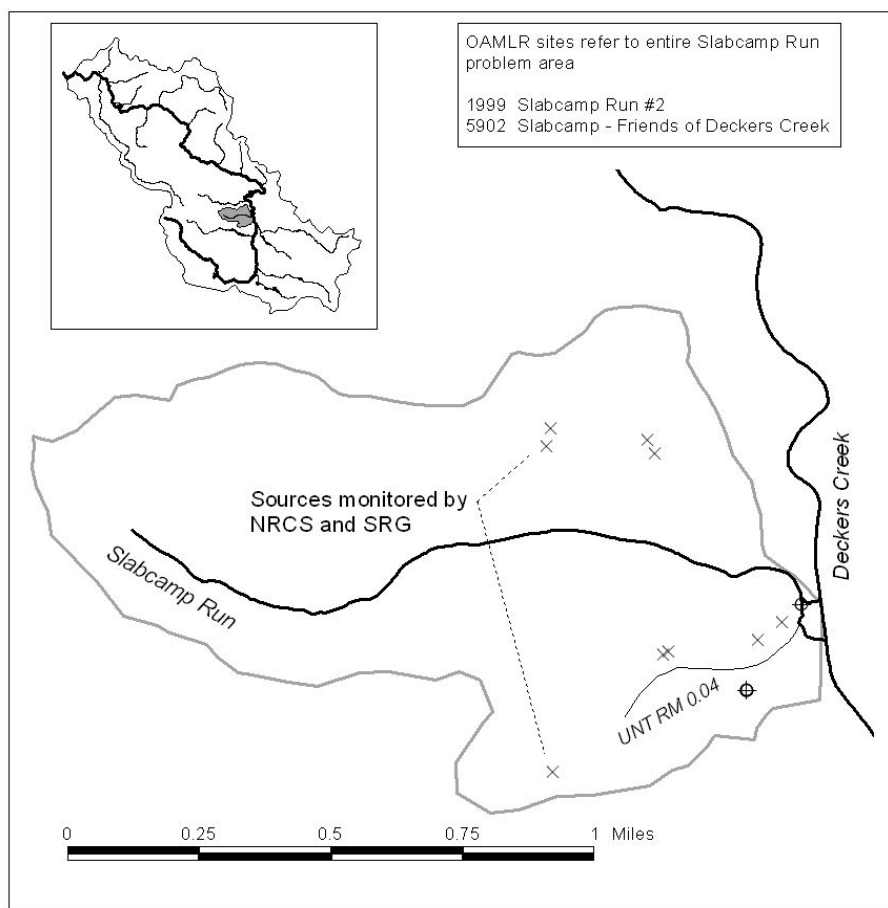 OAMLR sites refer to entire Slabcamp Run
problem area
1999 Slabcamp Run #2
5902 Slabcamp - Friends of Deckers Creek
Deckers Creek
Sources monitored by
NRCS and SRG
Slabcamp Run
UNT RM 0.04
0 0.25 0.5 0.75 1 Miles